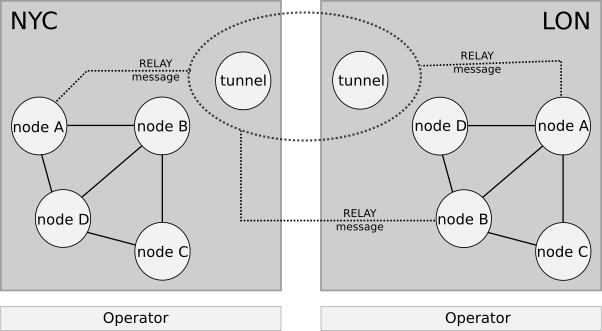 NYC
LON
RELAY
message
RELAY
message
tunnel
tunnel
node A
node B
node D
node A
node D
node B
RELAY
message
node C
node C
Operator
Operator